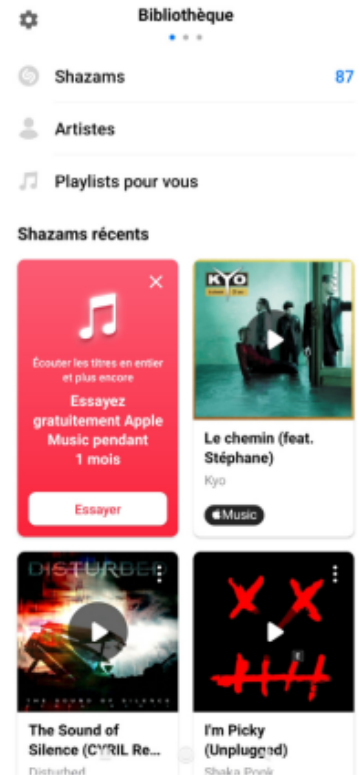 Bibliothèque
Shazams 87
Artistes
Playlists pour vous
Shazams récents
Écouter les titres en entier
et plus encore
Essayez
gratuitement Apple
Music pendant
1 mois
Essayer
KYO
Le chemin (feat.
Stéphane)
Kyo
Music
DISTURBED
THE SOUND OF SILENCE
The Sound of
Silence (CYRIL Re...
Disturbed
E
I'm Picky
(Unplugged)
Shaka Ponk